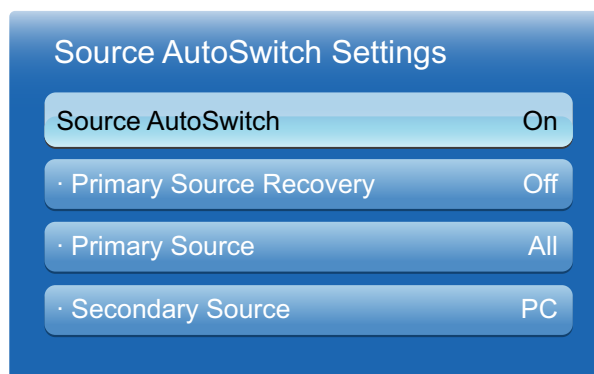 Source AutoSwitch Settings
Source AutoSwitch On
· Primary Source Recovery Off
· Primary Source All
· Secondary Source PC